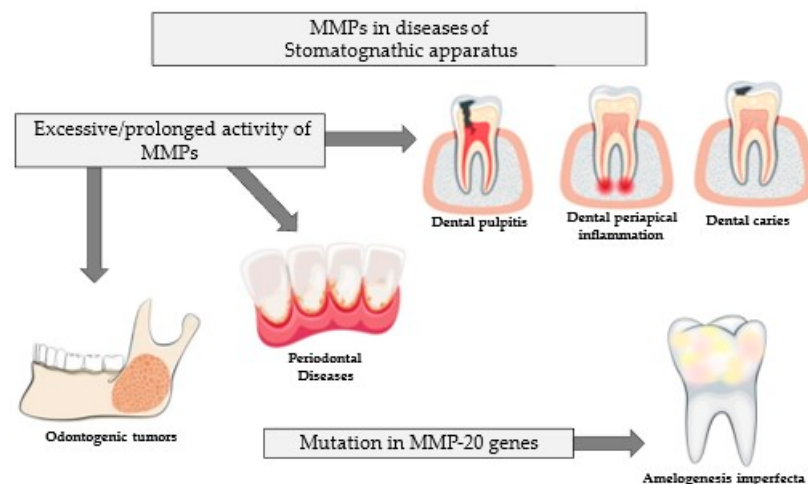 MMPs in diseases of
Stomatognathic apparatus
Excessive/prolonged activity of
MMPs
Dental pulpitis
Dental periapical
inflammation
Dental caries
Periodontal
Diseases
Odontogenic tumors
Mutation in MMP-20 genes
Amelogenesis imperfecta